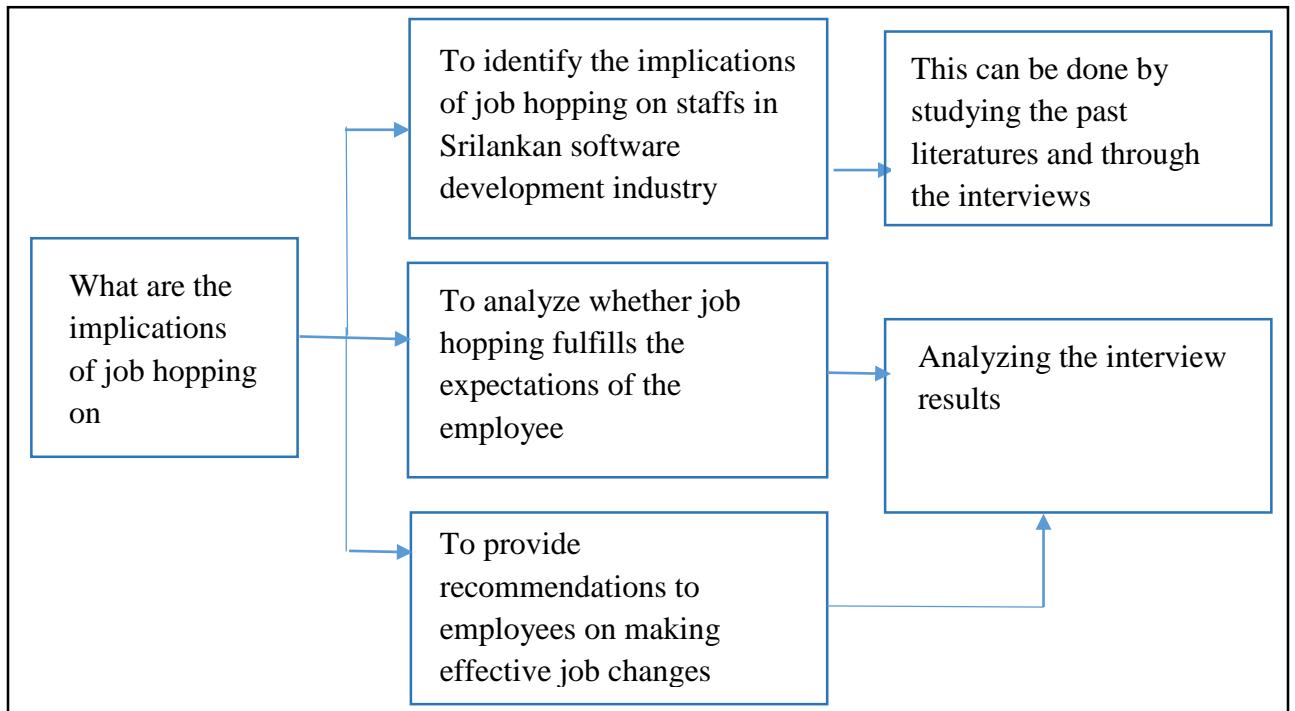 To identify the implications
of job hopping on staffs in
Srilankan software
development industry
This can be done by
studying the past
literatures and through
the interviews
What are the
implications
of job hopping
on
To analyze whether job
hopping fulfills the
expectations of the
employee
Analyzing the interview
results
To provide
recommendations to
employees on making
effective job changes